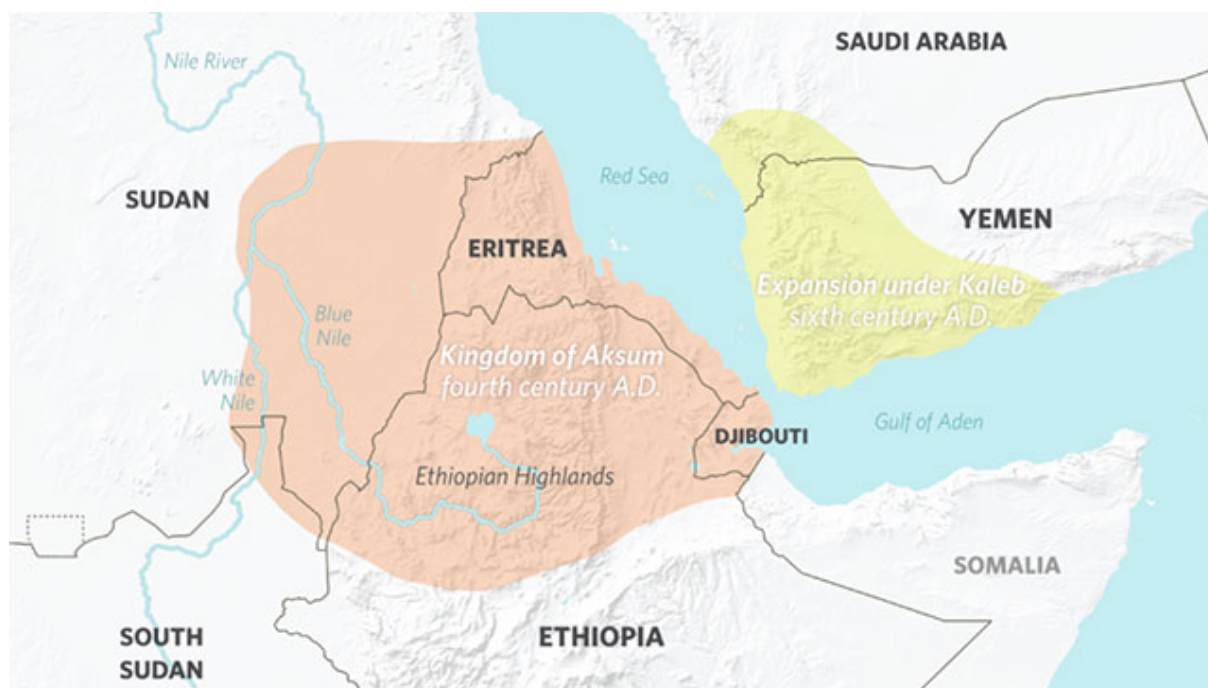 Nile River
SAUDI ARABIA
Red Sea
SUDAN
YEMEN
ERITREA
Expansion under Kaleb
sixth century A.D.
Blue
Nile
Kingdom of Aksum
fourth century A.D.
White
Nile
Gulf of Aden
DJIBOUTI
Ethiopian Highlands
SOMALIA
SOUTH
SUDAN
ETHIOPIA